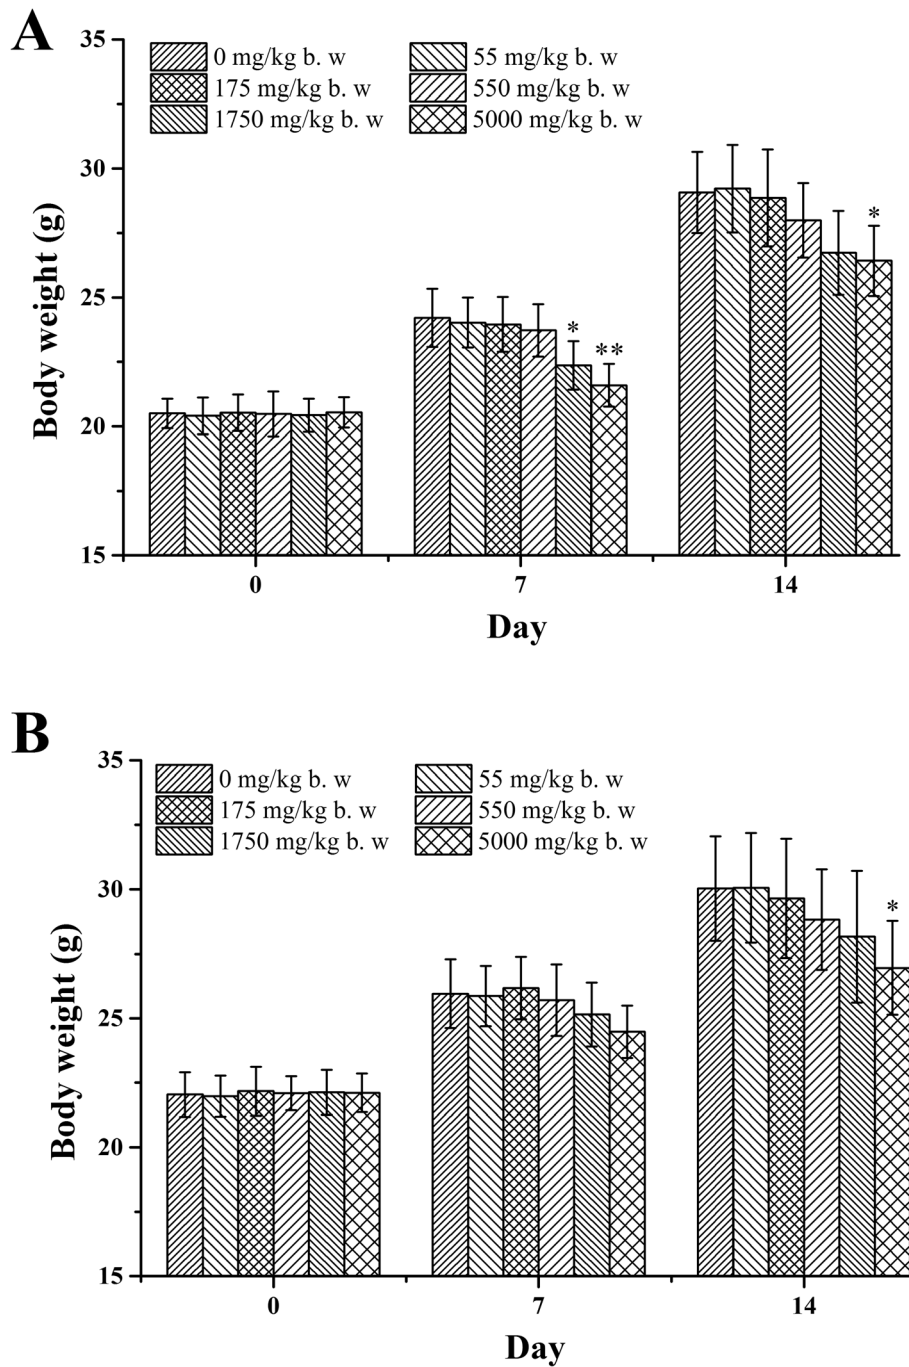 A
35
0 mg/kg b. w 55 mg/kg b. w
175 mg/kg b. w 550 mg/kg b. w
1750 mg/kg b. w 5000 mg/kg b. w
30
*
Body weight (g)
25
* **
20
15
0 7 14
Day
B
35
0 mg/kg b. w 55 mg/kg b. w
175 mg/kg b. w 550 mg/kg b. w
1750 mg/kg b. w 5000 mg/kg b. w
30
*
Body weight (g)
25
20
15
0 7 14
Day